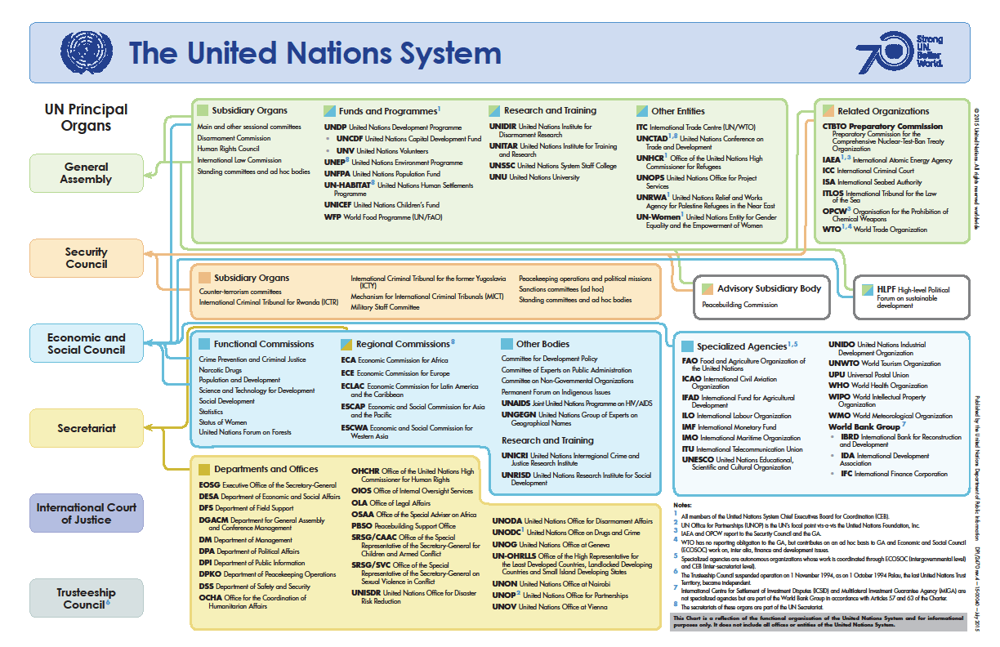 The United Nations System
70
Strong
UN.
Better
World.
UN Principal
Organs
General
Assembly
Security
Council
Economic and
Social Council
Secretariat
International Court
of Justice
Trusteeship
Council6
Subsidiary Organs
Main and other sessional committees
Disarmament Commission
Human Rights Council
International Law Commission
Standing committees and ad hoc bodies
Funds and Programmes1
UNDP United Nations Development Programme
• UNCDF United Nations Capital Development Fund
• UNV United Nations Volunteers
UNEP8 United Nations Environment Programme
UNFPA United Nations Population Fund
UN-HABITAT8 United Nations Human Settlements
Programme
UNICEF United Nations Children's Fund
WFP World Food Programme (UN/FAO)
Research and Training
UNIDIR United Nations Institute for
Disarmament Research
UNITAR United Nations Institute for Training
and Research
UNSSC United Nations System Staff College
UNU United Nations University
Other Entities
ITC International Trade Centre (UN/WTO)
UNCTAD1,8 United Nations Conference on
Trade and Development
UNHCR1 Office of the United Nations High
Commissioner for Refugees
UNOPS United Nations Office for Project
Services
UNRWA1 United Nations Relief and Works
Agency for Palestine Refugees in the Near East
UN-Women1 United Nations Entity for Gender
Equality and the Empowerment of Women
Related Organizations
CTBTO Preparatory Commission
Preparatory Commission for the
Comprehensive Nuclear-Test-Ban Treaty
Organization
IAEA1,3 International Atomic Energy Agency
ICC International Criminal Court
ISA International Seabed Authority
ITLOS International Tribunal for the Law
of the Sea
OPCW3 Organisation for the Prohibition of
Chemical Weapons
WTO1,4 World Trade Organization
Subsidiary Organs
Counter-terrorism committees
International Criminal Tribunal for Rwanda (ICTR)
International Criminal Tribunal for the former Yugoslavia
(ICTY)
Mechanism for International Criminal Tribunals (MICT)
Military Staff Committee
Peacekeeping operations and political missions
Sanctions committees (ad hoc)
Standing committees and ad hoc bodies
Advisory Subsidiary Body
Peacebuilding Commission
HLPF High-level Political
Forum on sustainable
development
Functional Commissions
Crime Prevention and Criminal Justice
Narcotic Drugs
Population and Development
Science and Technology for Development
Social Development
Statistics
Status of Women
United Nations Forum on Forests
Regional Commissions8
ECA Economic Commission for Africa
ECE Economic Commission for Europe
ECLAC Economic Commission for Latin America
and the Caribbean
ESCAP Economic and Social Commission for Asia
and the Pacific
ESCWA Economic and Social Commission for
Western Asia
Other Bodies
Committee for Development Policy
Committee of Experts on Public Administration
Committee on Non-Governmental Organizations
Permanent Forum on Indigenous Issues
UNAIDS Joint United Nations Programme on HIV/AIDS
UNGEGN United Nations Group of Experts on
Geographical Names
Research and Training
UNICRI United Nations Interregional Crime and
Justice Research Institute
UNRISD United Nations Research Institute for Social
Development
Specialized Agencies1,5
FAO Food and Agriculture Organization of
the United Nations
ICAO International Civil Aviation
Organization
IFAD International Fund for Agricultural
Development
ILO International Labour Organization
IMF International Monetary Fund
IMO International Maritime Organization
ITU International Telecommunication Union
UNESCO United Nations Educational,
Scientific and Cultural Organization
UNIDO United Nations Industrial
Development Organization
UNWTO World Tourism Organization
UPU Universal Postal Union
WHO World Health Organization
WIPO World Intellectual Property
Organization
WMO World Meteorological Organization
World Bank Group 7
• IBRD International Bank for Reconstruction
and Development
• IDA International Development
Association
• IFC International Finance Corporation
Departments and Offices
EOSG Executive Office of the Secretary-General
DESA Department of Economic and Social Affairs
DFS Department of Field Support
DGACM Department for General Assembly
and Conference Management
DM Department of Management
DPA Department of Political Affairs
DPI Department of Public Information
DPKO Department of Peacekeeping Operations
DSS Department of Safety and Security
OCHA Office for the Coordination of
Humanitarian Affairs
OHCHR Office of the United Nations High
Commissioner for Human Rights
OIOS Office of Internal Oversight Services
OLA Office of Legal Affairs
OSAA Office of the Special Adviser on Africa
PBSO Peacebuilding Support Office
SRSG/CAAC Office of the Special
Representative of the Secretary-General for
Children and Armed Conflict
SRSG/SVC Office of the Special
Representative of the Secretary-General on
Sexual Violence in Conflict
UNISDR United Nations Office for Disaster
Risk Reduction
UNODA United Nations Office for Disarmament Affairs
UNODC1 United Nations Office on Drugs and Crime
UNOG United Nations Office at Geneva
UN-OHRLLS Office of the High Representative for
the Least Developed Countries, Landlocked Developing
Countries and Small Island Developing States
UNON United Nations Office at Nairobi
UNOP2 United Nations Office for Partnerships
UNOV United Nations Office at Vienna
Notes:
1 All members of the United Nations System Chief Executives Board for Coordination (CEB).
2 UN Office for Partnerships (UNOP) is the UN's focal point vis-a-vis the United Nations Foundation, Inc.
3 IAEA and OPCW report to the Security Council and the GA.
4 WTO has no reporting obligation to the GA, but contributes on an ad hoc basis to GA and Economic and Social Council
(ECOSOC) work on, inter alia, finance and development issues.
5 Specialized agencies are autonomous organizations whose work is coordinated through ECOSOC (intergovernmental level)
and CEB (inter-secretariat level).
6 The Trusteeship Council suspended operation on 1 November 1994, as on 1 October 1994 Palau, the last United Nations Trust
Territory, became independent.
7 International Centre for Settlement of Investment Disputes (ICSID) and Multilateral Investment Guarantee Agency (MIGA) are
not specialized agencies but are part of the World Bank Group in accordance with Articles 57 and 63 of the Charter.
8 The secretariats of these organs are part of the UN Secretariat.
This Chart is a reflection of the functional organization of the United Nations System and for informational
purposes only. It does not include all offices or entities of the United Nations System.
© 2015 United Nations. All rights reserved worldwide
Published by the United Nations Department of Public Information DPI/2470 rev.4 —15-00040 —July 2015